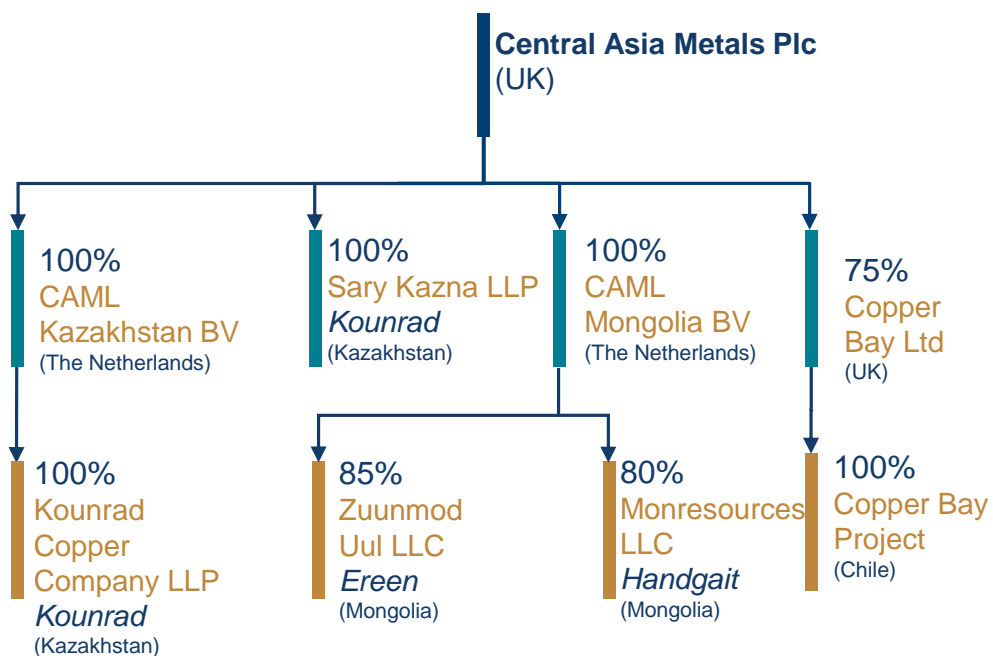 Central Asia Metals Plc
(UK)
100%
CAML
Kazakhstan BV
(The Netherlands)
100%
Sary Kazna LLP
Kounrad
(Kazakhstan)
100%
CAML
Mongolia BV
(The Netherlands)
75%
Copper
Bay Ltd
(UK)
100%
Kounrad
Copper
Company LLP
Kounrad
(Kazakhstan)
85%
Zuunmod
Uul LLC
Ereen
(Mongolia)
80%
Monresources
LLC
Handgait
(Mongolia)
100%
Copper Bay
Project
(Chile)